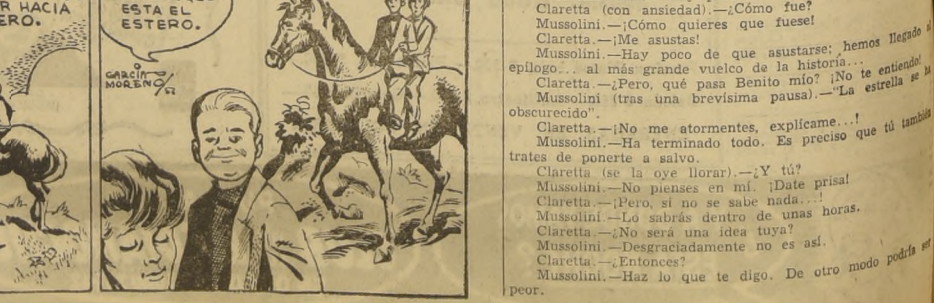 R HACIA
ERO.
ESTA EL
ESTERO.
GARCIA
MORENO
Claretta (con ansiedad).—¿Cómo fue?
Mussolini.—¡Cómo quieres que fuese!
Claretta.—¡Me asustas!
Mussolini.—Hay poco de que asustarse; hemos llegado al
epílogo... al más grande vuelco de la historia...
Claretta.—¿Pero, qué pasa Benito mío? ¡No te entiendo!
Mussolini (tras una brevísima pausa).—"La estrella se ha
obscurecido".
Claretta.—¡No me atormentes, explícame...!
Mussolini.—Ha terminado todo. Es preciso que tú también
trates de ponerte a salvo.
Claretta (se la oye llorar).—¿Y tú?
Mussolini.—No pienses en mí. ¡Date prisa!
Claretta.—¡Pero, si no se sabe nada...!
Mussolini.—Lo sabrás dentro de unas horas.
Claretta.—¿No será una idea tuya?
Mussolini.—Desgraciadamente no es así.
Claretta.—¿Entonces?
Mussolini.—Haz lo que te digo. De otro modo podría ser
peor.